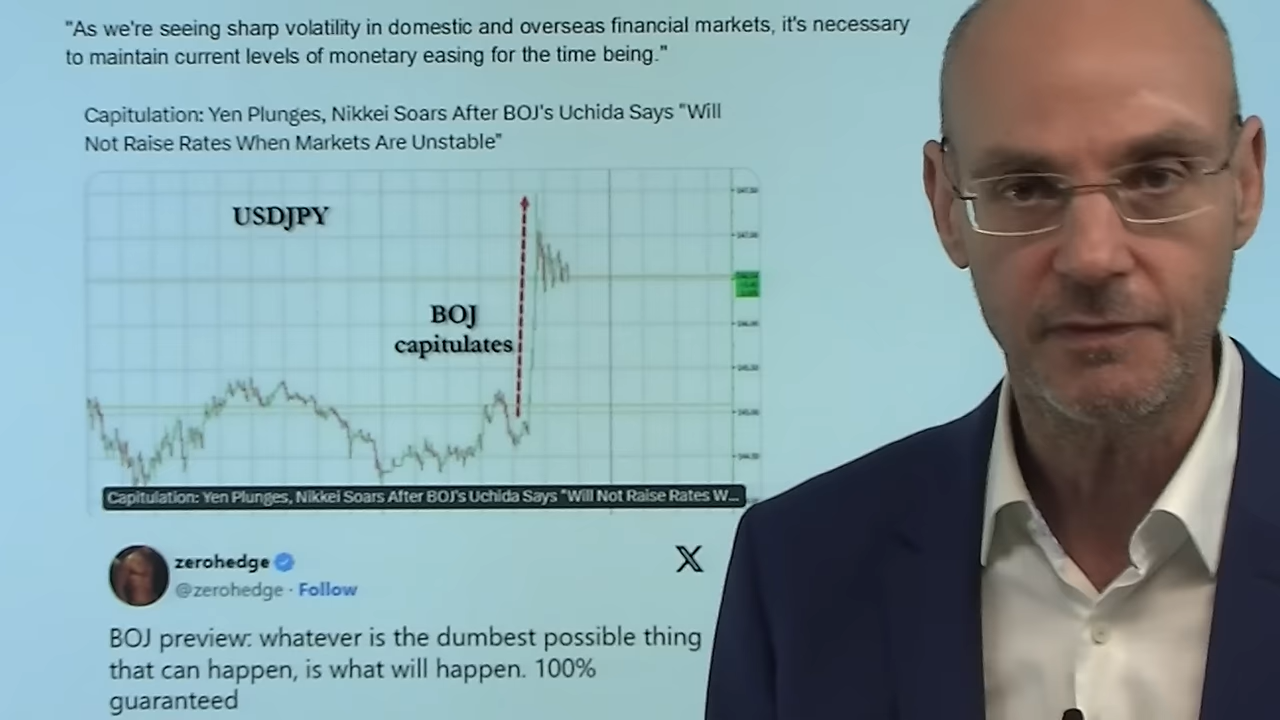 "As we're seeing sharp volatility in domestic and overseas financial markets, it's necessary
to maintain current levels of monetary easing for the time being."
Capitulation: Yen Plunges, Nikkei Soars After BOJ's Uchida Says "Will
Not Raise Rates When Markets Are Unstable"
USDJPY
BOJ
capitulates
Capitulation: Yen Plunges, Nikkei Soars After BOJ's Uchida Says "Will Not Raise Rates W...
zerohedge
@zerohedge · Follow
BOJ preview: whatever is the dumbest possible thing
that can happen, is what will happen. 100%
guaranteed